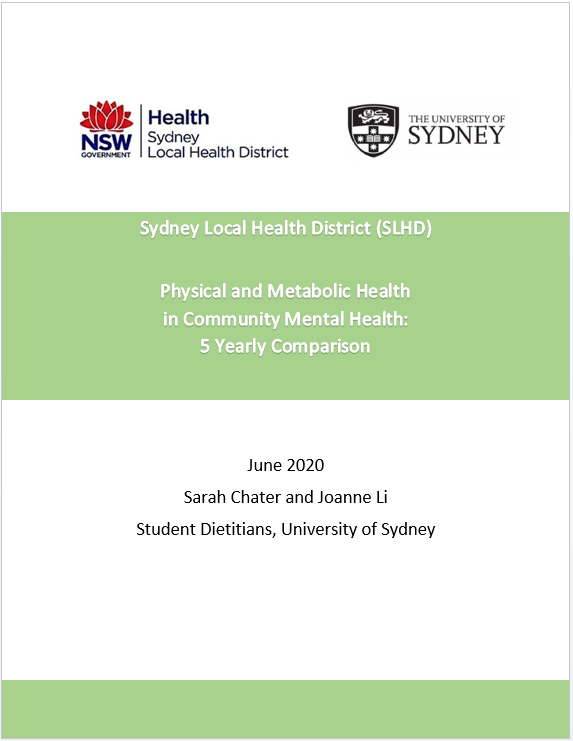 NSW
GOVERNMENT
Health
Sydney
Local Health District
THE UNIVERSITY OF
SYDNEY
Sydney Local Health District (SLHD)
Physical and Metabolic Health
in Community Mental Health:
5 Yearly Comparison
June 2020
Sarah Chater and Joanne Li
Student Dietitians, University of Sydney